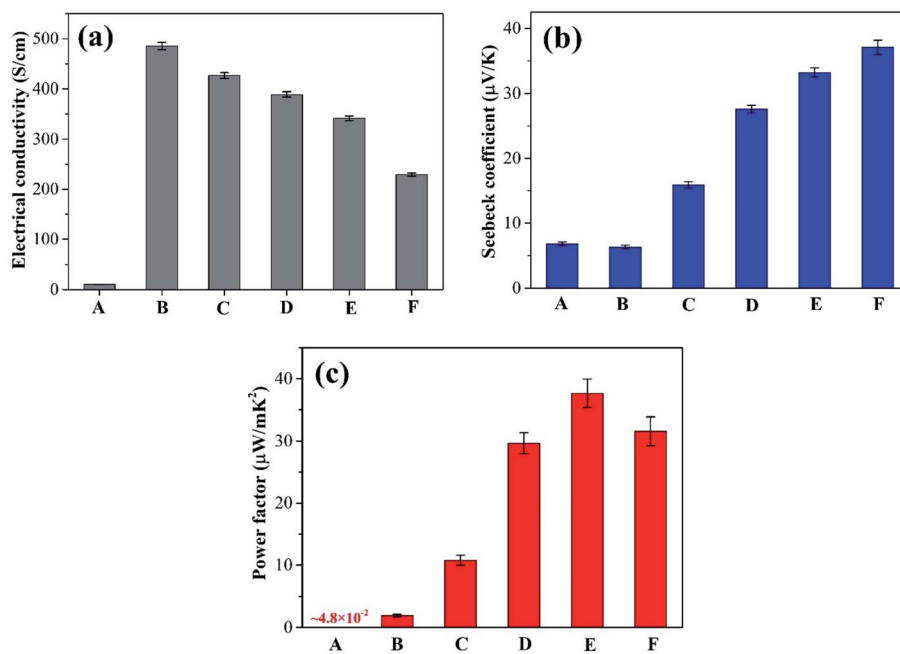 (a)
Electrical conductivity (S/cm)
500
400
300
200
100
0
A B C D E F
(b)
Seebeck coefficient (μV/K)
40
30
20
10
0
A B C D E F
(c)
Power factor (μW/mK²)
40
30
20
10
0
~4.8×10⁻²
A B C D E F